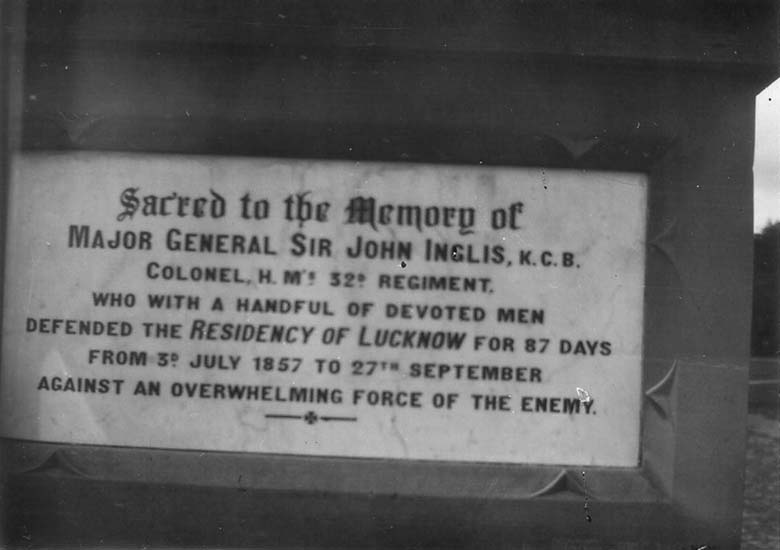 Sacred to the Memory of
MAJOR GENERAL SIR JOHN INGLIS, K.C.B.
COLONEL, H.M'S 32D REGIMENT,
WHO WITH A HANDFUL OF DEVOTED MEN
DEFENDED THE RESIDENCY OF LUCKNOW FOR 87 DAYS
FROM 3D JULY 1857 TO 27TH SEPTEMBER
AGAINST AN OVERWHELMING FORCE OF THE ENEMY.